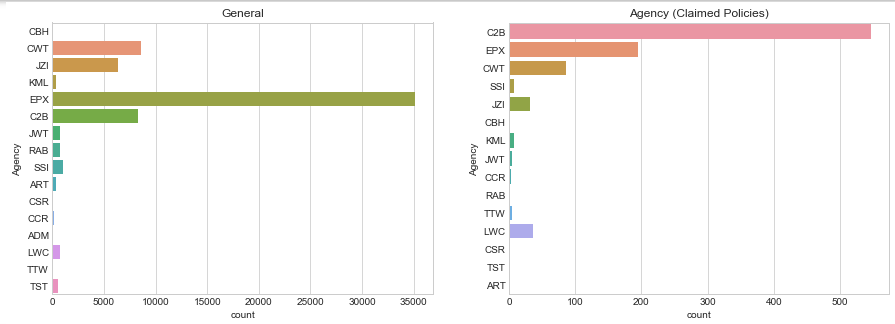 General
Agency
CBH
CWT
JZI
KML
EPX
C2B
JWT
RAB
SSI
ART
CSR
CCR
ADM
LWC
TTW
TST
0 5000 10000 15000 20000 25000 30000 35000
count
Agency (Claimed Policies)
Agency
C2B
EPX
CWT
SSI
JZI
CBH
KML
JWT
CCR
RAB
TTW
LWC
CSR
TST
ART
0 100 200 300 400 500
count